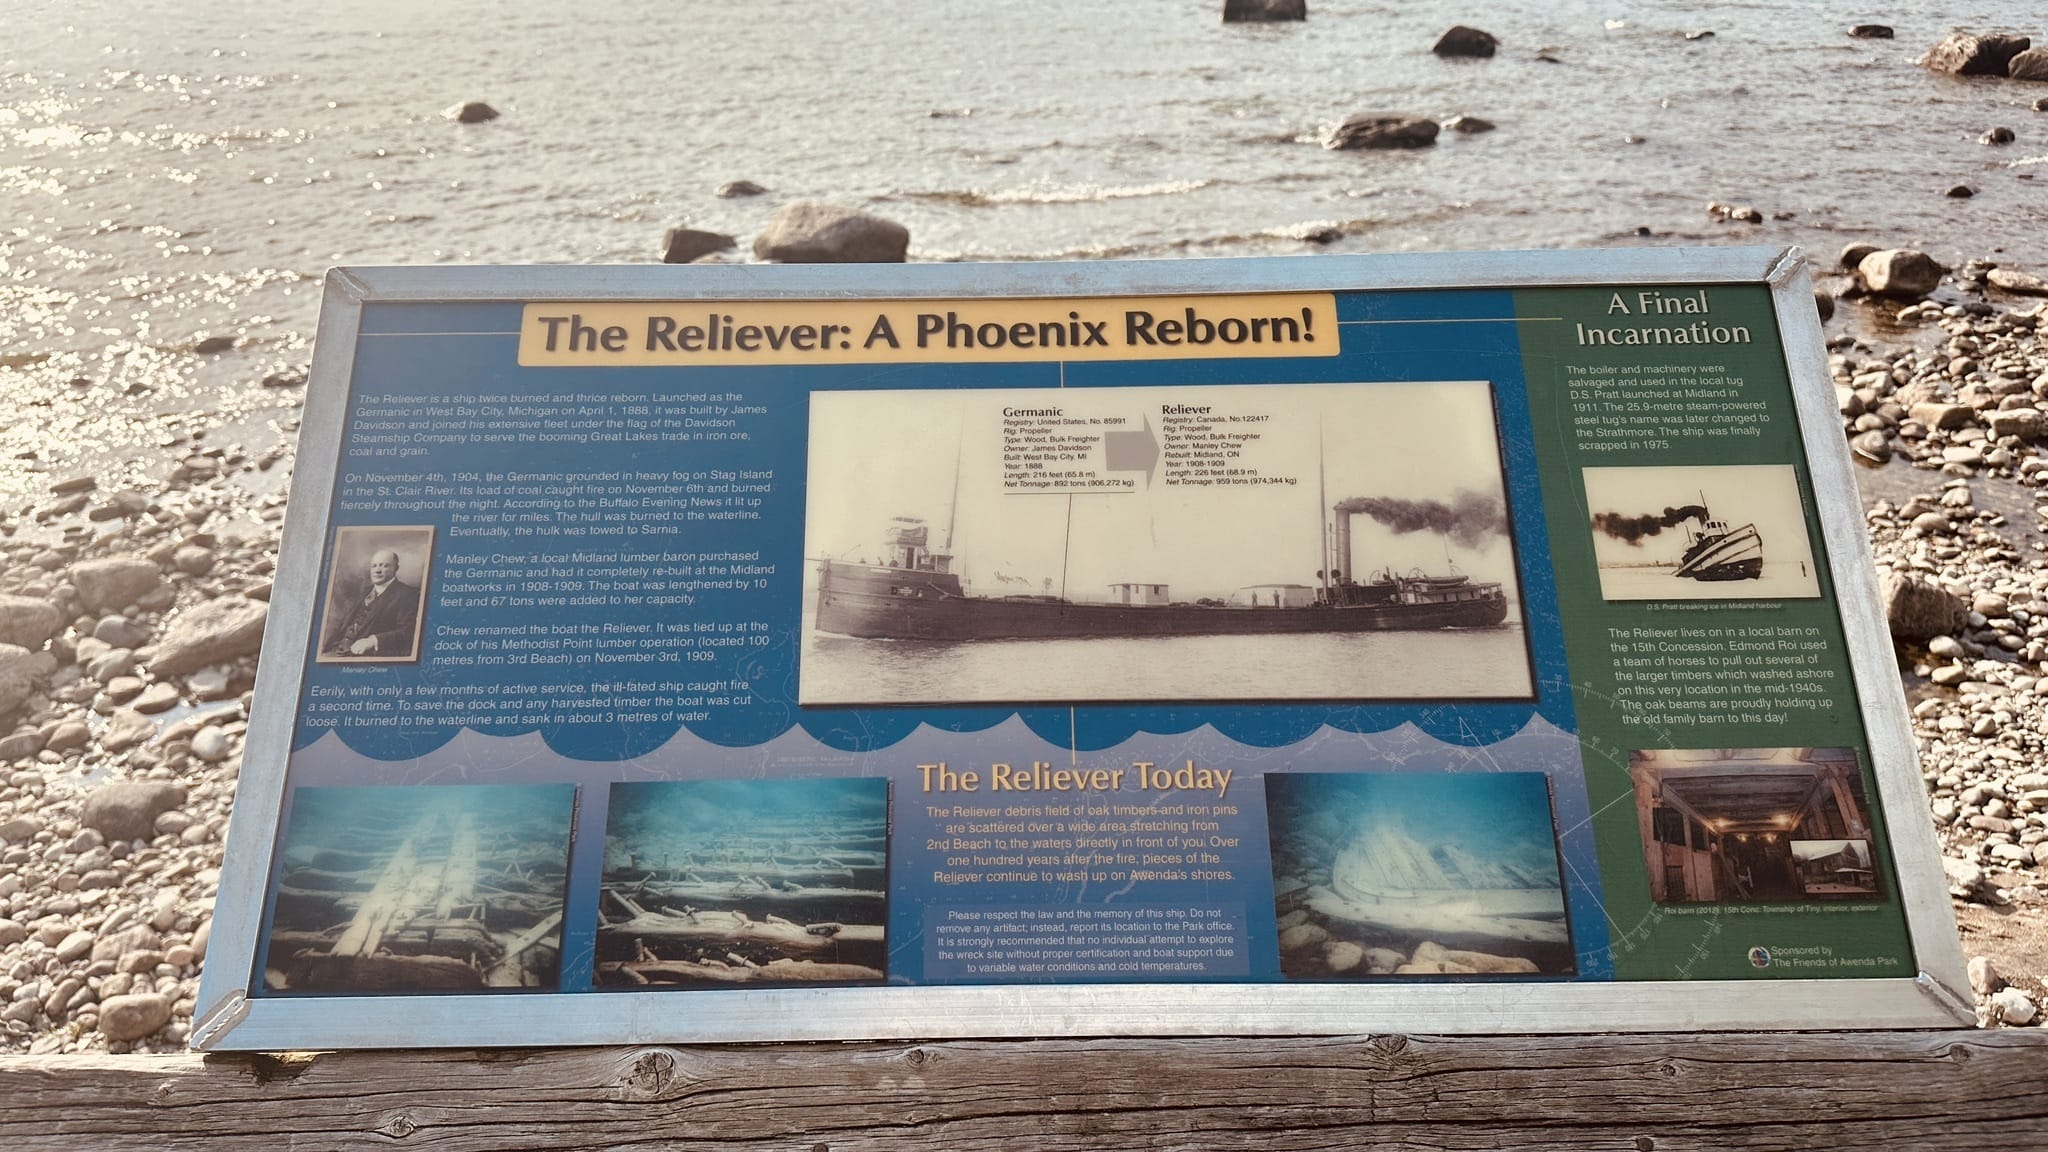 The Reliever: A Phoenix Reborn!
The Reliever is a ship twice burned and thrice reborn. Launched as the
Germanic in West Bay City, Michigan on April 1, 1888, it was built by James
Davidson and joined his extensive fleet under the flag of the Davidson
Steamship Company to serve the booming Great Lakes trade in iron ore,
coal and grain.
On November 4th, 1904, the Germanic grounded in heavy fog on Stag Island
in the St. Clair River. Its load of coal caught fire on November 6th and burned
fiercely throughout the night. According to the Buffalo Evening News it lit up
the river for miles. The hull was burned to the waterline.
Eventually, the hulk was towed to Sarnia.
Manley Chew, a local Midland lumber baron purchased
the Germanic and had it completely re-built at the Midland
boatworks in 1908-1909. The boat was lengthened by 10
feet and 67 tons were added to her capacity.
Manley Chew
Chew renamed the boat the Reliever. It was tied up at the
dock of his Methodist Point lumber operation (located 100
metres from 3rd Beach) on November 3rd, 1909.
Eerily, with only a few months of active service, the ill-fated ship caught fire
a second time. To save the dock and any harvested timber the boat was cut
loose. It burned to the waterline and sank in about 3 metres of water.
Germanic
Registry: United States, No. 85991
Rig: Propeller
Type: Wood, Bulk Freighter
Owner: James Davidson
Built: West Bay City, MI
Year: 1888
Length: 216 feet (65.8 m)
Net Tonnage: 892 tons (906,272 kg)
Reliever
Registry: Canada, No:122417
Rig: Propeller
Type: Wood, Bulk Freighter
Owner: Manley Chew
Rebuilt: Midland, ON
Year: 1908-1909
Length: 226 feet (68.9 m)
Net Tonnage: 959 tons (974,344 kg)
The Reliever Today
The Reliever debris field of oak timbers and iron pins
are scattered over a wide area stretching from
2nd Beach to the waters directly in front of you. Over
one hundred years after the fire, pieces of the
Reliever continue to wash up on Awenda's shores.
Please respect the law and the memory of this ship. Do not
remove any artifact; instead, report its location to the Park office.
It is strongly recommended that no individual attempt to explore
the wreck site without proper certification and boat support due
to variable water conditions and cold temperatures.
A Final
Incarnation
The boiler and machinery were
salvaged and used in the local tug
D.S. Pratt launched at Midland in
1911. The 25.9-metre steam-powered
steel tug's name was later changed to
the Strathmore. The ship was finally
scrapped in 1975.
D.S. Pratt breaking ice in Midland harbour
The Reliever lives on in a local barn on
the 15th Concession. Edmond Roi used
a team of horses to pull out several of
the larger timbers which washed ashore
on this very location in the mid-1940s.
The oak beams are proudly holding up
the old family barn to this day!
Roi barn (2012), 15th Conc. Township of Tiny, interior, exterior
Sponsored by
The Friends of Awenda Park